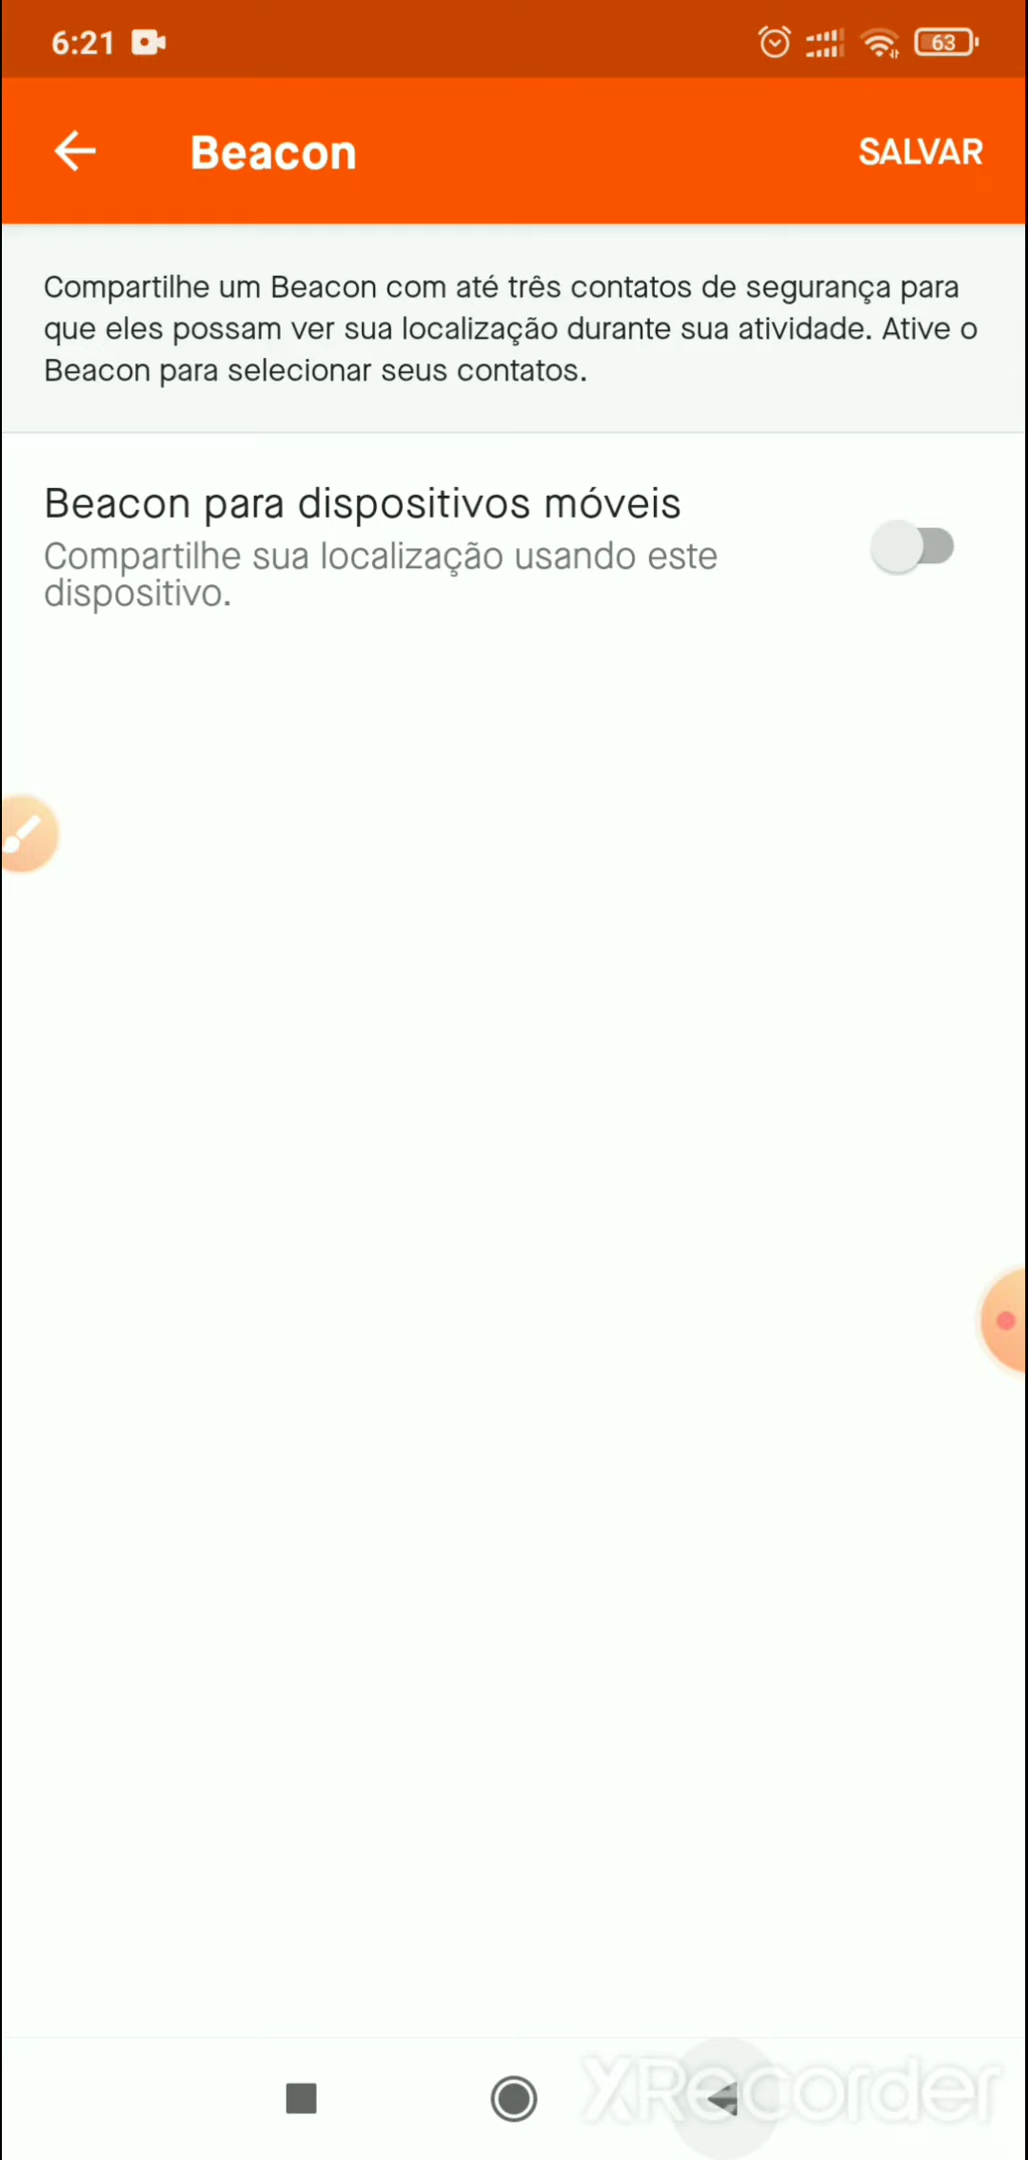 6:21
63
Beacon
SALVAR
Compartilhe um Beacon com até três contatos de segurança para
que eles possam ver sua localização durante sua atividade. Ative o
Beacon para selecionar seus contatos.
Beacon para dispositivos móveis
Compartilhe sua localização usando este
dispositivo.
XRecorder